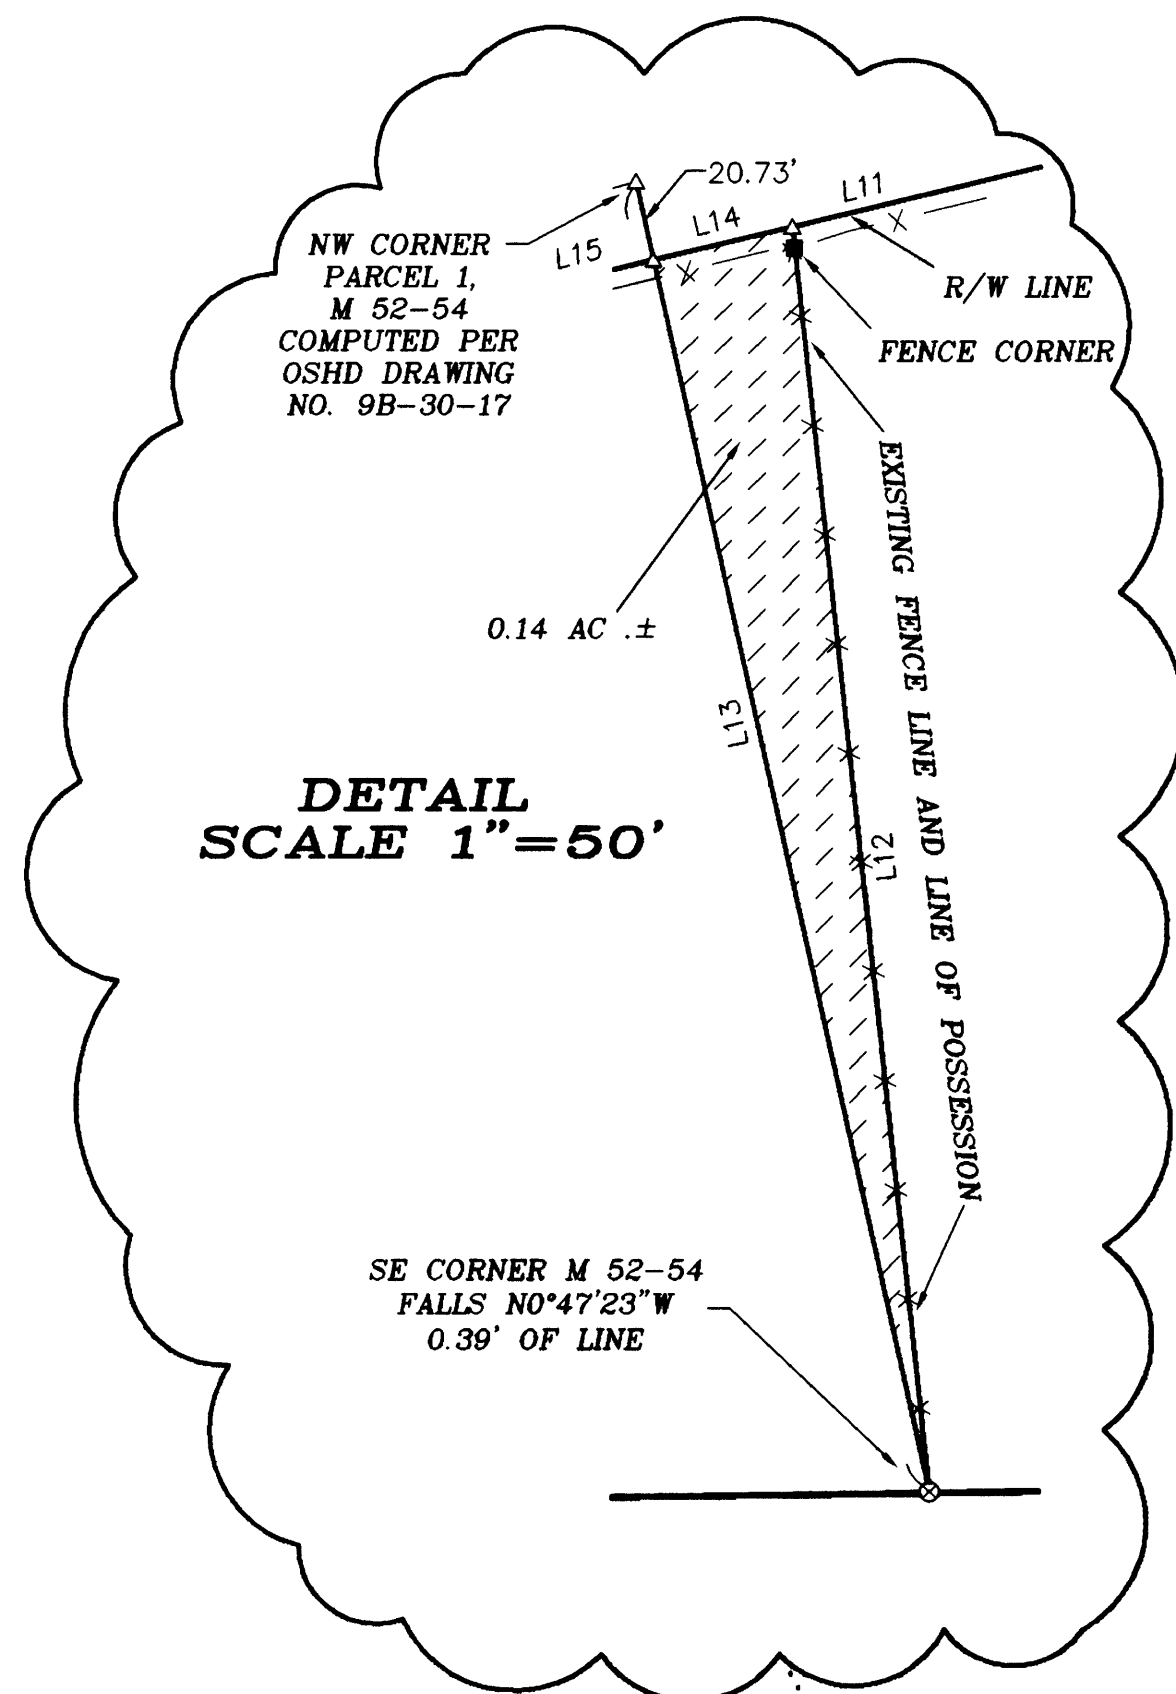 20.73'
L11
L14
L15
NW CORNER
PARCEL 1,
M 52-54
COMPUTED PER
OSHD DRAWING
NO. 9B-30-17
R/W LINE
FENCE CORNER
EXISTING FENCE LINE AND LINE OF POSSESSION
0.14 AC .±
L13
DETAIL
SCALE 1"=50'
L12
SE CORNER M 52-54
FALLS N0°47'23"W
0.39' OF LINE